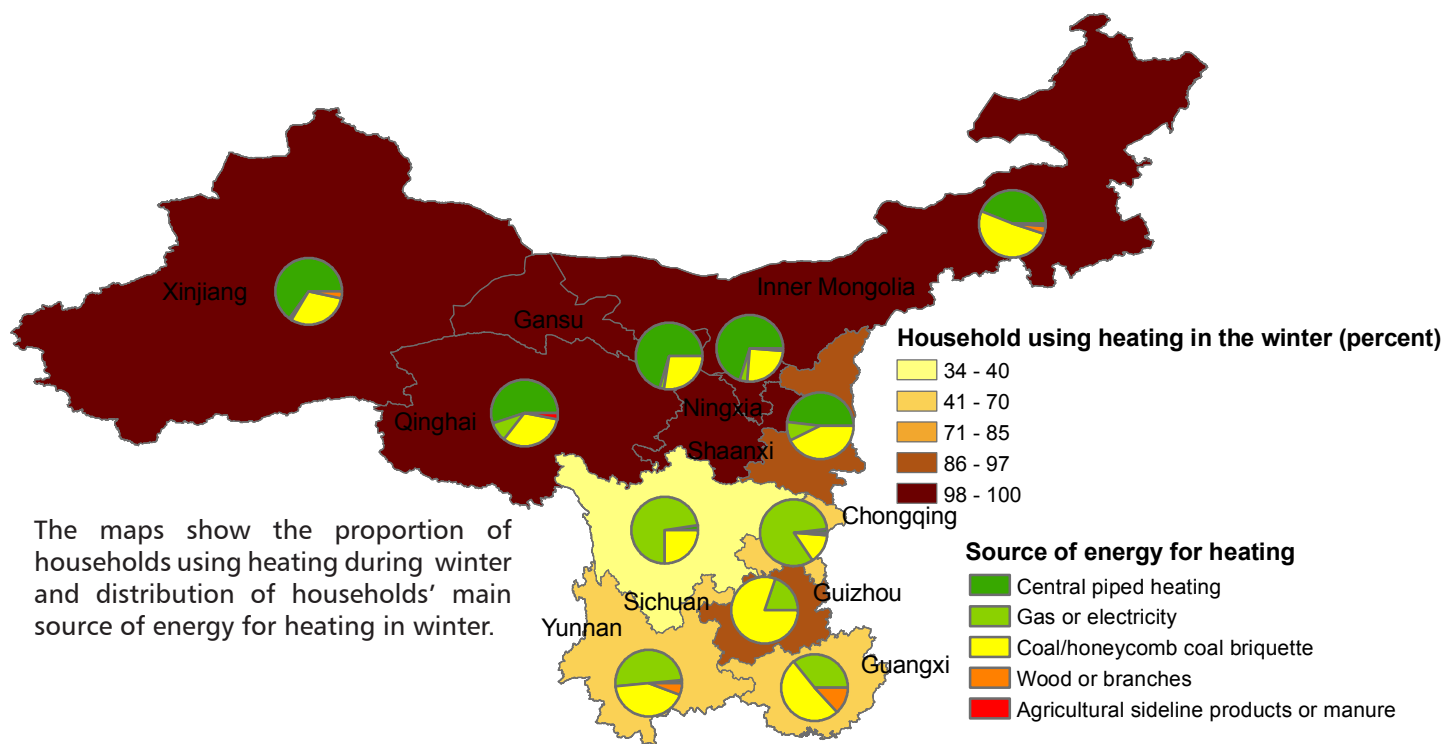 Xinjiang
Gansu
Inner Mongolia
Qinghai
Ningxia
Shaanxi
Chongqing
Sichuan
Guizhou
Yunnan
Guangxi
Household using heating in the winter (percent)
34 - 40
41 - 70
71 - 85
86 - 97
98 - 100
The maps show the proportion of
households using heating during winter
and distribution of households' main
source of energy for heating in winter.
Source of energy for heating
Central piped heating
Gas or electricity
Coal/honeycomb coal briquette
Wood or branches
Agricultural sideline products or manure